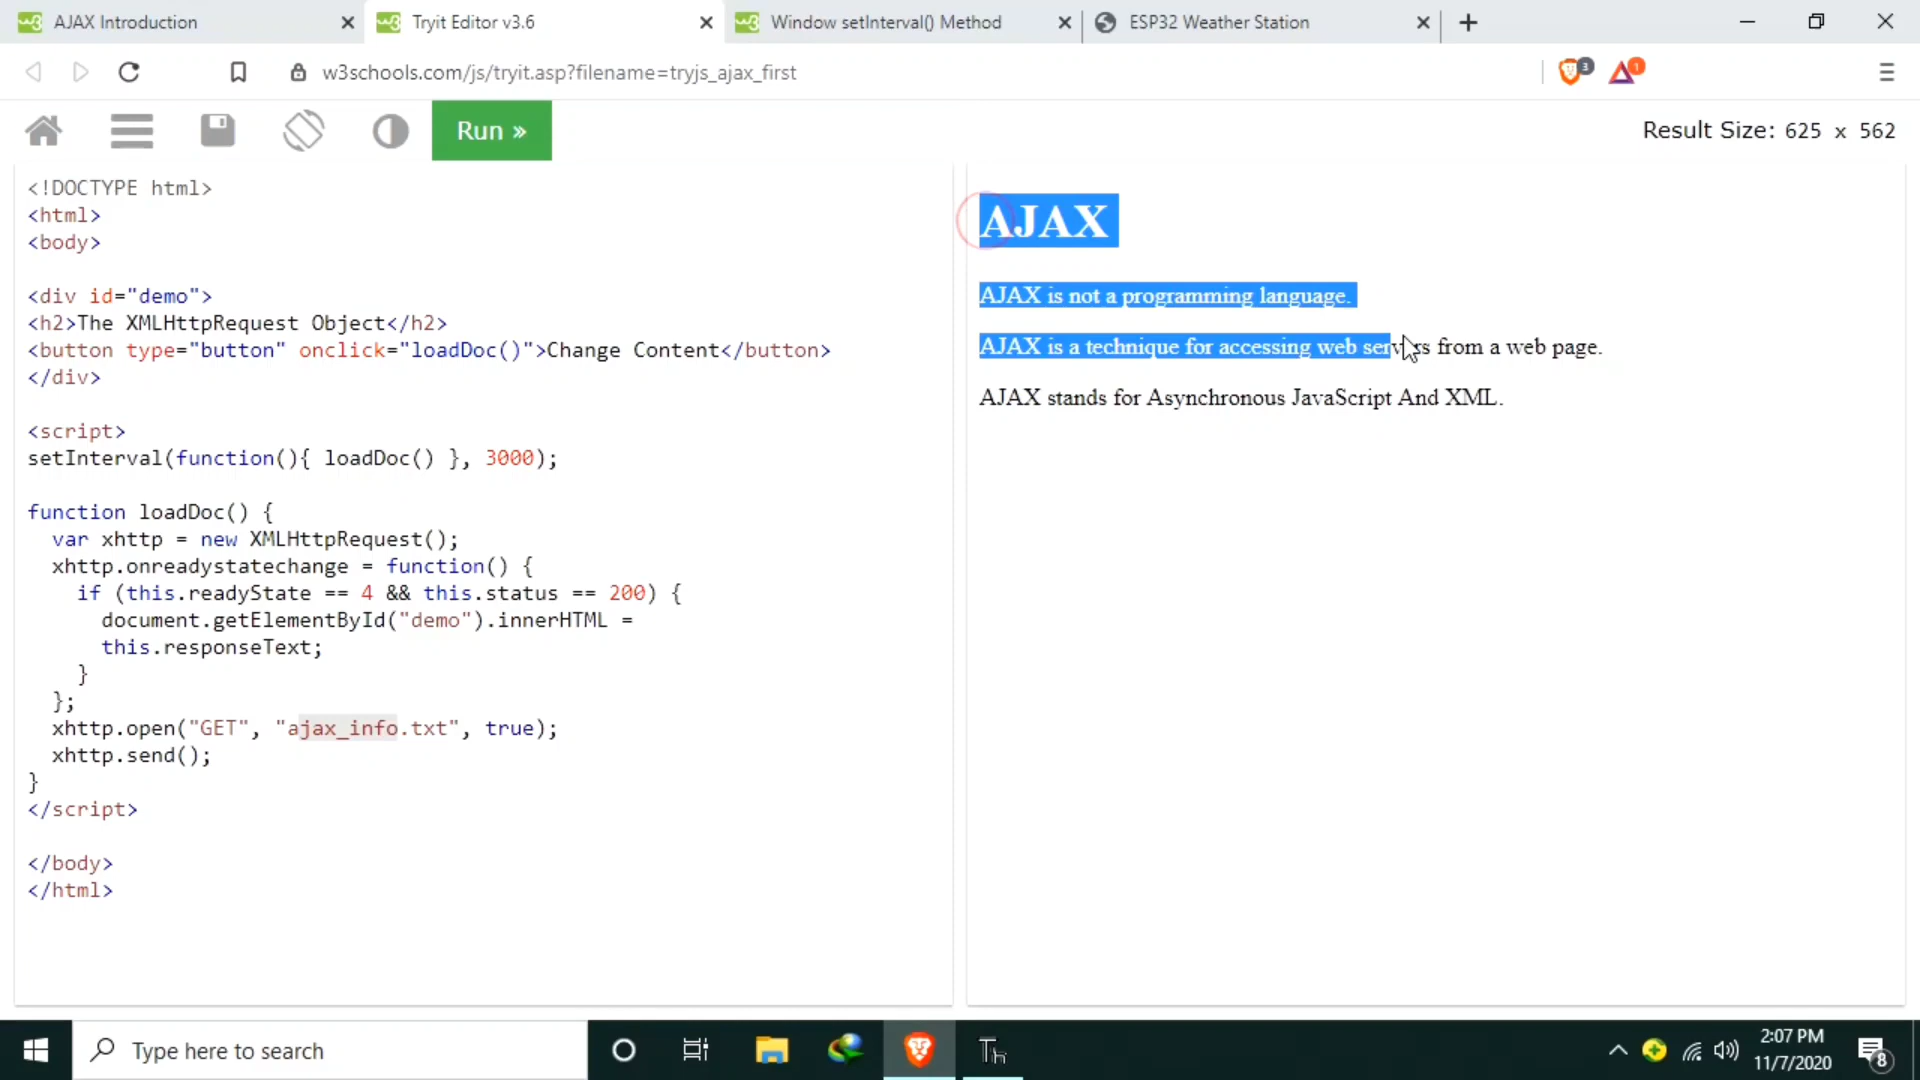 AJAX Introduction
Tryit Editor v3.6
Window setInterval() Method
ESP32 Weather Station
w3schools.com/js/tryit.asp?filename=tryjs_ajax_first
3
1
Run »
Result Size: 625 x 562
<!DOCTYPE html>
<html>
<body>
<div id="demo">
<h2>The XMLHttpRequest Object</h2>
<button type="button" onclick="loadDoc()">Change Content</button>
</div>
<script>
setInterval(function(){ loadDoc() }, 3000);
function loadDoc() {
  var xhttp = new XMLHttpRequest();
  xhttp.onreadystatechange = function() {
    if (this.readyState == 4 && this.status == 200) {
      document.getElementById("demo").innerHTML =
      this.responseText;
    }
  };
  xhttp.open("GET", "ajax_info.txt", true);
  xhttp.send();
}
</script>
</body>
</html>
AJAX
AJAX is not a programming language.
AJAX is a technique for accessing web servers from a web page.
AJAX stands for Asynchronous JavaScript And XML.
Type here to search
Th
2:07 PM
11/7/2020
8